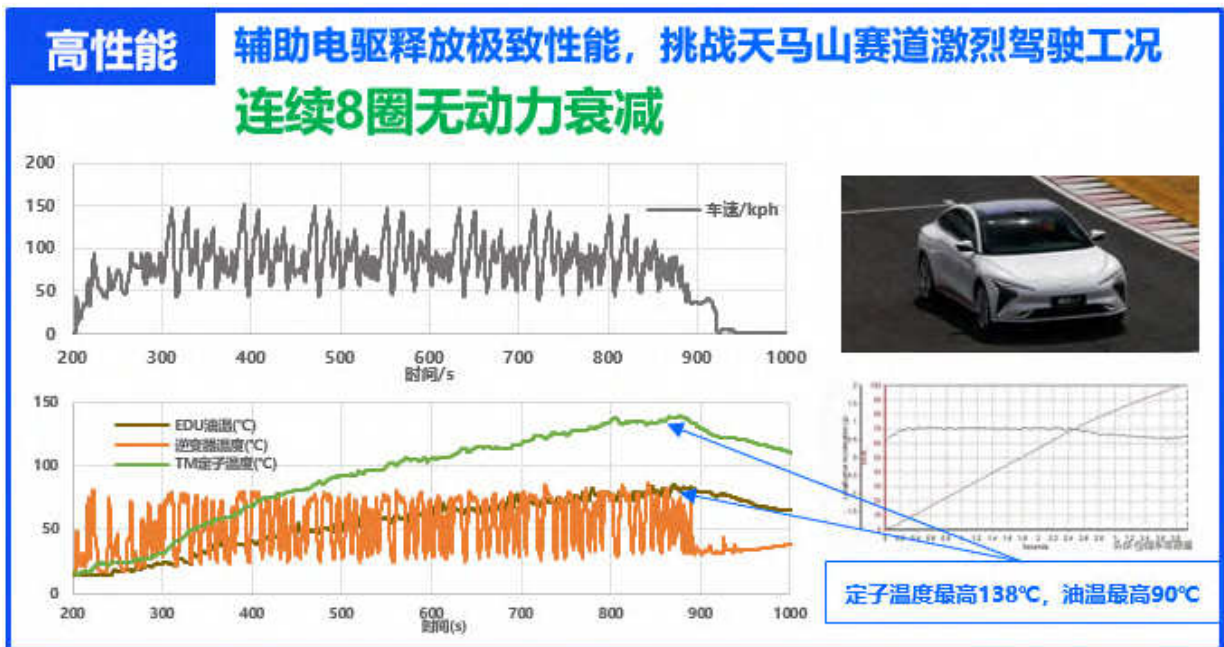 高性能
辅助电驱释放极致性能，挑战天马山赛道激烈驾驶工况
连续8圈无动力衰减
200
150
100
50
0
车速/kph
200 300 400 500 600 700 800 900 1000
时间/s
150
100
50
0
EDU油温(℃)
逆变器温度(℃)
TM定子温度(℃)
200 300 400 500 600 700 800 900 1000
时间(s)
定子温度最高138℃，油温最高90℃